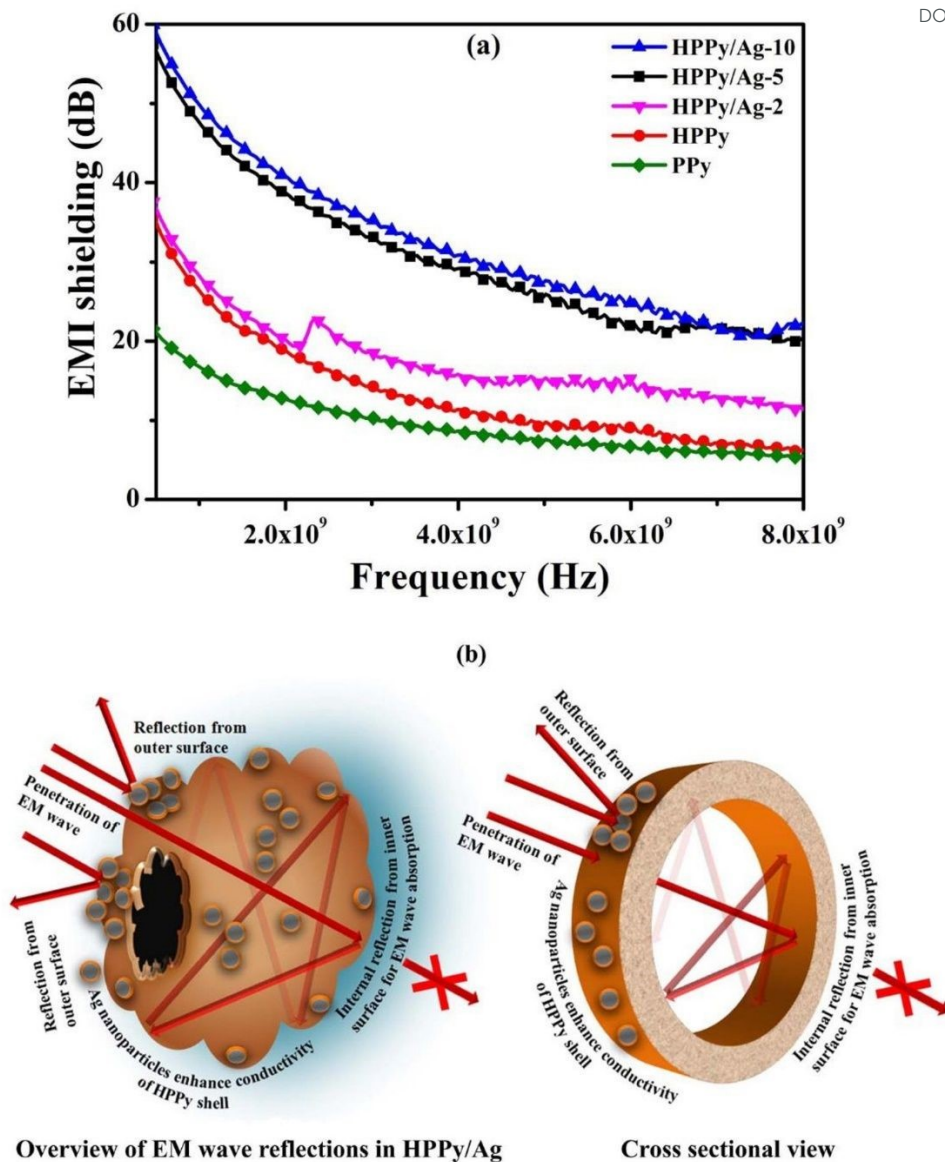 DO
(a)
HPPy/Ag-10
HPPy/Ag-5
HPPy/Ag-2
HPPy
PPy
EMI shielding (dB)
60
40
20
0
2.0x10⁹
4.0x10⁹
6.0x10⁹
8.0x10⁹
Frequency (Hz)
(b)
Reflection from
outer surface
Penetration of
EM wave
Reflection from
outer surface
Ag nanoparticles enhance conductivity
of HPPy shell
Internal reflection from inner
surface for EM wave absorption
Reflection from
outer surface
Penetration of
EM wave
Ag nanoparticles enhance conductivity
of HPPy shell
Internal reflection from inner
surface for EM wave absorption
Overview of EM wave reflections in HPPy/Ag
Cross sectional view